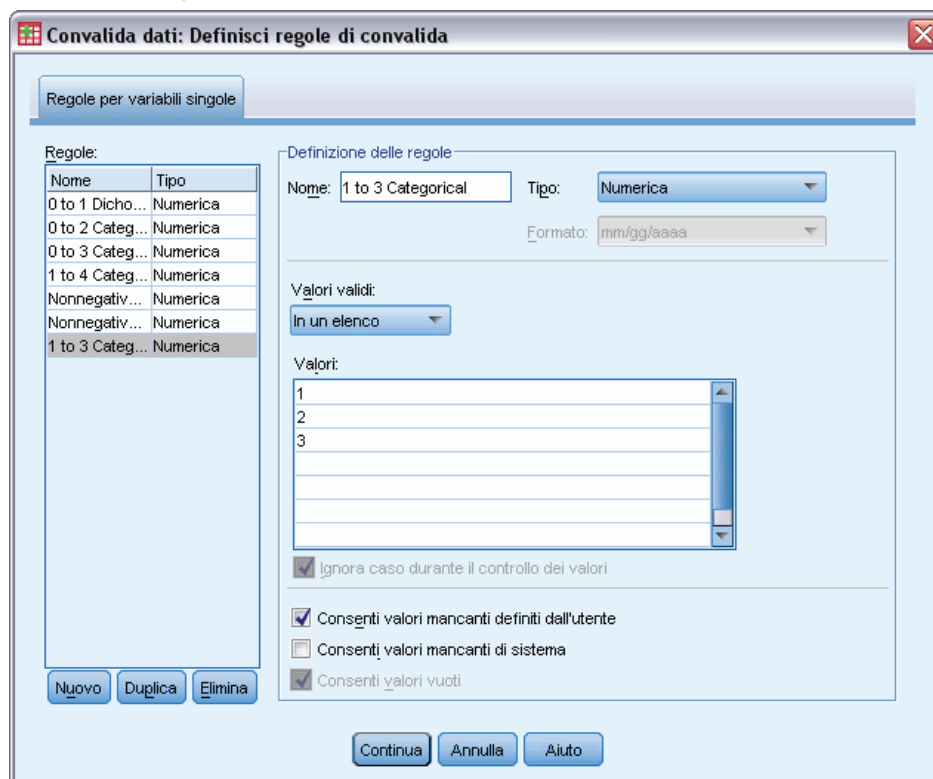 Convalida dati: Definisci regole di convalida
Regole per variabili singole
Regole:
Nome Tipo
0 to 1 Dicho... Numerica
0 to 2 Categ... Numerica
0 to 3 Categ... Numerica
1 to 4 Categ... Numerica
Nonnegativ... Numerica
Nonnegativ... Numerica
1 to 3 Categ... Numerica
Nuovo Duplica Elimina
Definizione delle regole
Nome: 1 to 3 Categorical Tipo: Numerica
Formato: mm/gg/aaaa
Valori validi:
In un elenco
Valori:
1
2
3
Ignora caso durante il controllo dei valori
Consenti valori mancanti definiti dall'utente
Consenti valori mancanti di sistema
Consenti valori vuoti
Continua Annulla Aiuto